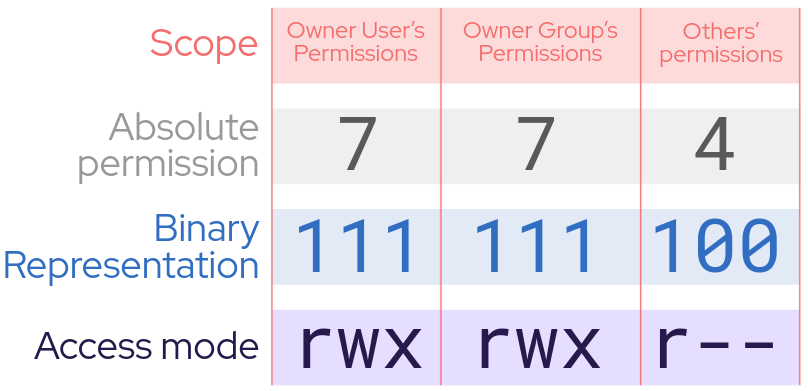 Scope
Owner User’s
Permissions
Owner Group’s
Permissions
Others’
permissions
Absolute
permission
7
7
4
Binary
Representation
111
111
100
Access mode
rwx
rwx
r--